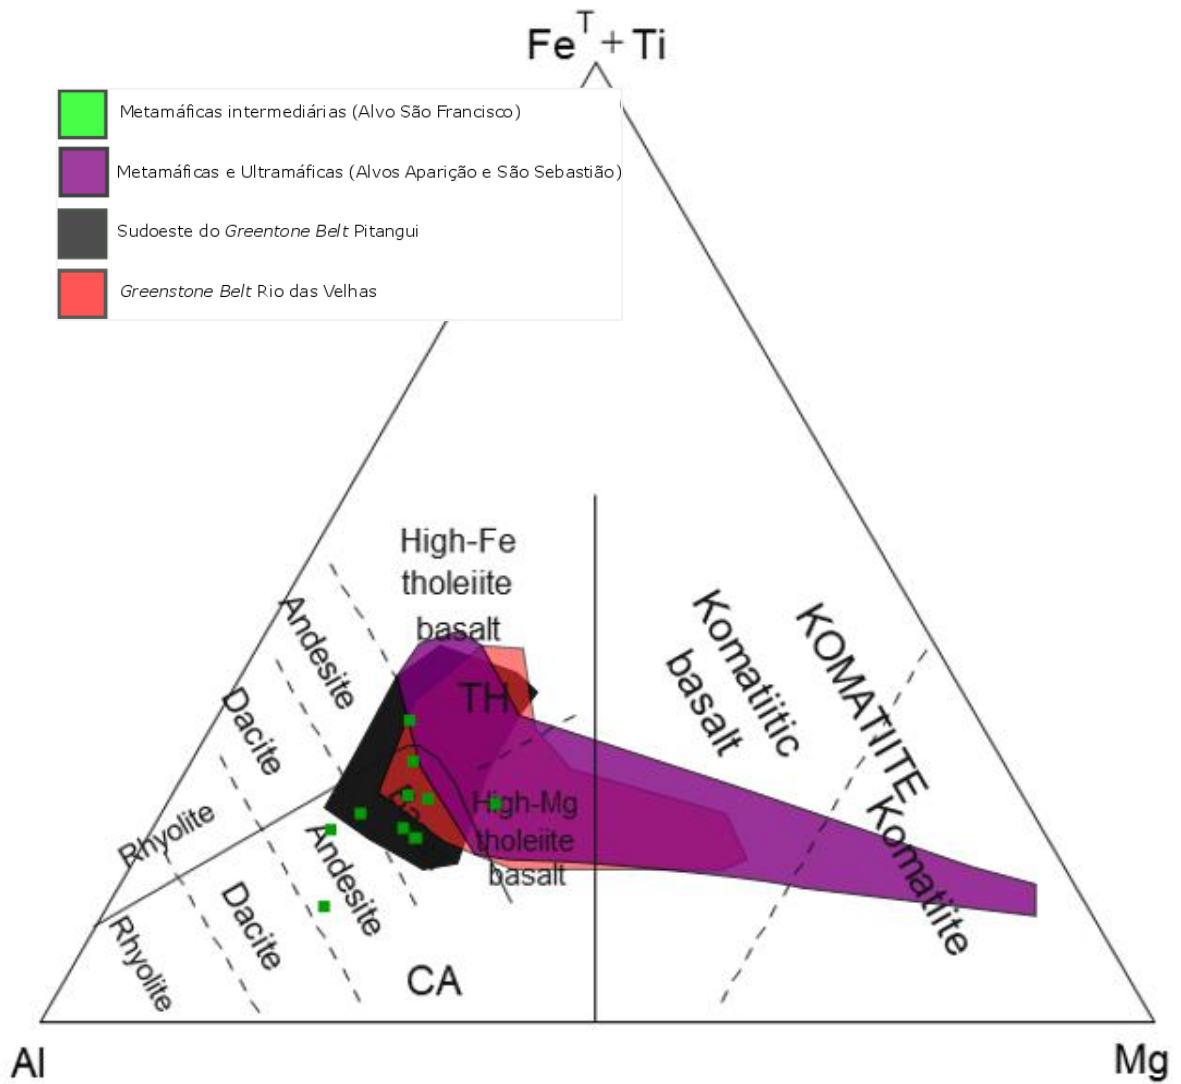 Fe^T + Ti
Metamáficas intermediárias (Alvo São Francisco)
Metamáficas e Ultramáficas (Alvos Aparição e São Sebastião)
Sudoeste do Greentone Belt Pitangui
Greenstone Belt Rio das Velhas
High-Fe
tholeiite
basalt
Andesite
Dacite
Rhyolite
TH
Komatiitic
basalt
KOMATIITE
Komatiite
High-Mg
tholeiite
basalt
Andesite
Dacite
Rhyolite
CA
Al
Mg